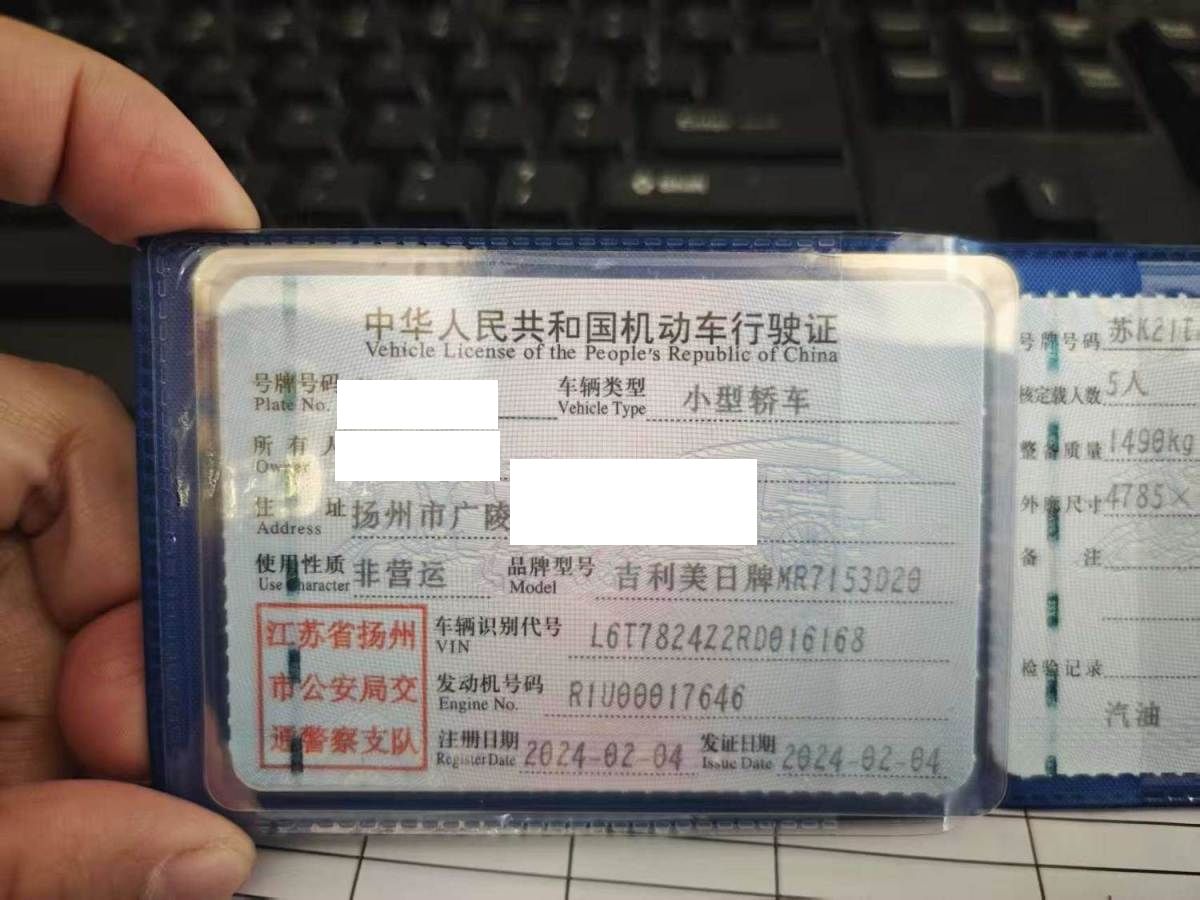 中华人民共和国机动车行驶证
Vehicle License of the People's Republic of China
号牌号码
Plate No.
车辆类型 小型轿车
Vehicle Type
所有人
Owner
住址 扬州市广陵
Address
使用性质 非营运
Use Character
品牌型号 吉利美日牌MR7153D20
Model
江苏省扬州
市公安局交
通警察支队
车辆识别代号 L6T7824Z2RD016168
VIN
发动机号码 R1U00017646
Engine No.
注册日期 2024-02-04
Register Date
发证日期 2024-02-04
Issue Date
号牌号码 苏K21
核定载人数 5人
整备质量 1490kg
外廓尺寸 4785×
备注
检验记录
汽油